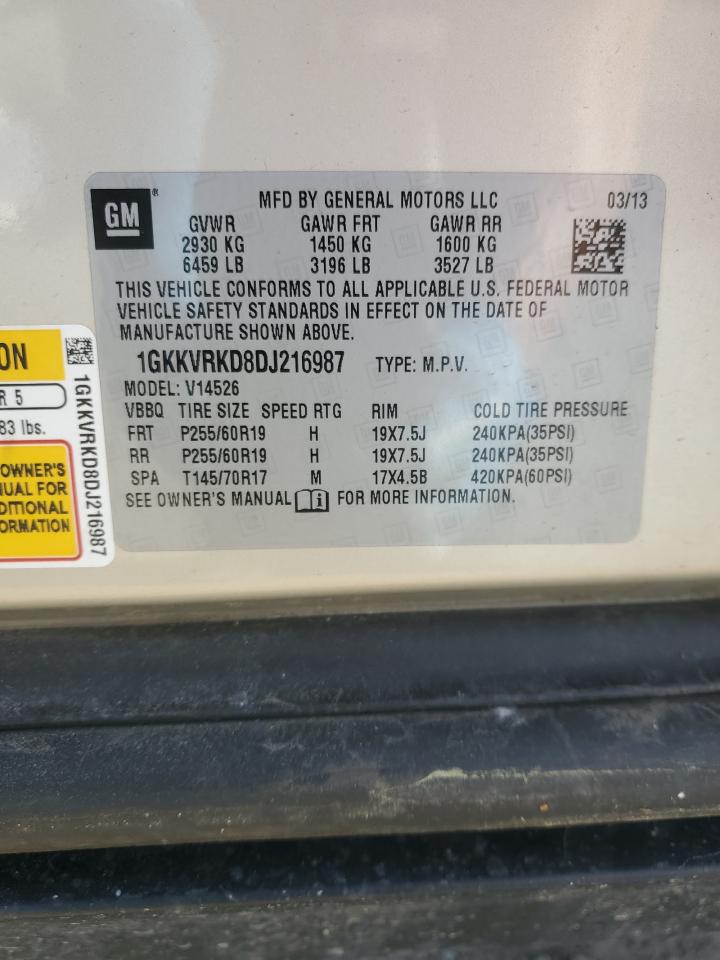 GM®
MFD BY GENERAL MOTORS LLC 03/13
GVWR GAWR FRT GAWR RR
2930 KG 1450 KG 1600 KG
6459 LB 3196 LB 3527 LB
THIS VEHICLE CONFORMS TO ALL APPLICABLE U.S. FEDERAL MOTOR
VEHICLE SAFETY STANDARDS IN EFFECT ON THE DATE OF
MANUFACTURE SHOWN ABOVE.
1GKKVRKD8DJ216987 TYPE: M.P.V.
MODEL: V14526
VBBQ TIRE SIZE SPEED RTG RIM COLD TIRE PRESSURE
FRT P255/60R19 H 19X7.5J 240KPA(35PSI)
RR P255/60R19 H 19X7.5J 240KPA(35PSI)
SPA T145/70R17 M 17X4.5B 420KPA(60PSI)
SEE OWNER'S MANUAL FOR MORE INFORMATION.
ON
R 5
83 lbs.
OWNER'S
NUAL FOR
DITIONAL
ORMATION
1GKKVRKD8DJ216987